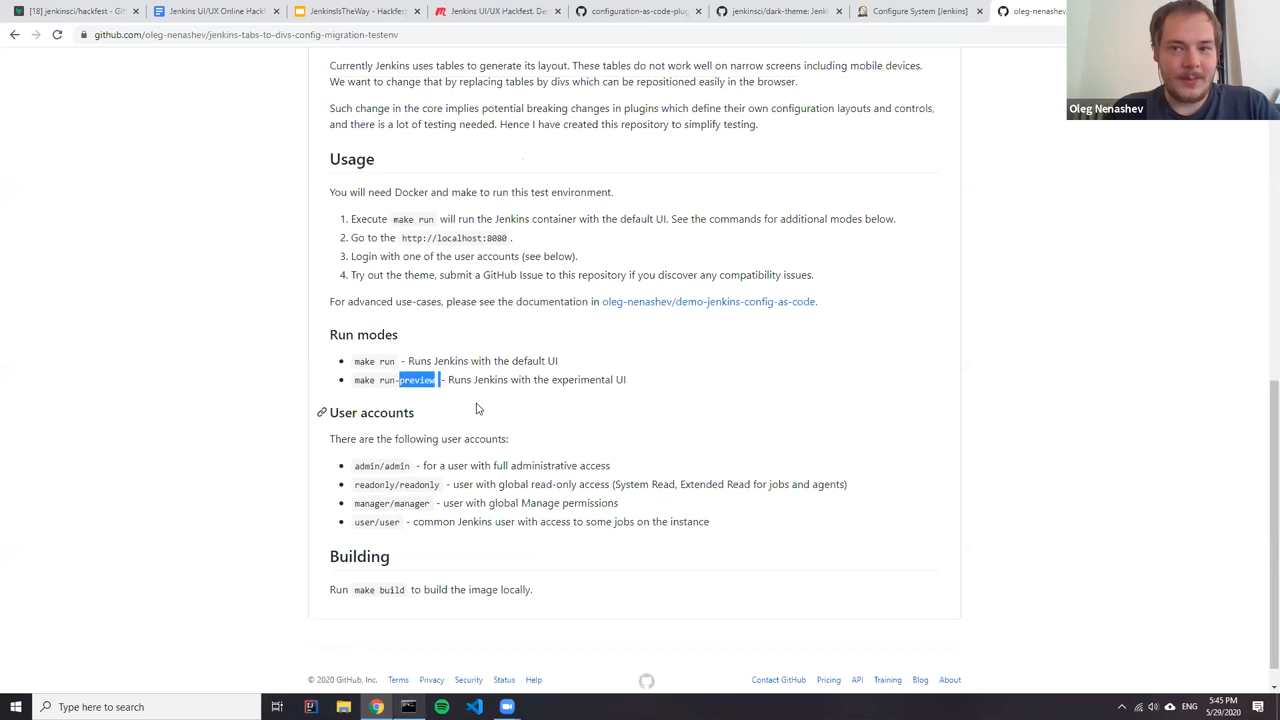 [18] jenkinsci/hackfest - Git
Jenkins UI/UX Online Hackf
JenkinsIsTheWay - Hackfes
Jenkins UI/UX Hackfest. De
configuration-as-code-plug
jenkinsci/dark-theme: Jenk
Configure System [Jenkins]
oleg-nenashev
github.com/oleg-nenashev/jenkins-tabs-to-divs-config-migration-testenv
Oleg Nenashev
Currently Jenkins uses tables to generate its layout. These tables do not work well on narrow screens including mobile devices.
We want to change that by replacing tables by divs which can be repositioned easily in the browser.
Such change in the core implies potential breaking changes in plugins which define their own configuration layouts and controls,
and there is a lot of testing needed. Hence I have created this repository to simplify testing.
Usage
You will need Docker and make to run this test environment.
1. Execute make run will run the Jenkins container with the default UI. See the commands for additional modes below.
2. Go to the http://localhost:8080.
3. Login with one of the user accounts (see below).
4. Try out the theme, submit a GitHub Issue to this repository if you discover any compatibility issues.
For advanced use-cases, please see the documentation in oleg-nenashev/demo-jenkins-config-as-code.
Run modes
• make run - Runs Jenkins with the default UI
• make run-preview - Runs Jenkins with the experimental UI
User accounts
There are the following user accounts:
• admin/admin - for a user with full administrative access
• readonly/readonly - user with global read-only access (System Read, Extended Read for jobs and agents)
• manager/manager - user with global Manage permissions
• user/user - common Jenkins user with access to some jobs on the instance
Building
Run make build to build the image locally.
© 2020 GitHub, Inc. Terms Privacy Security Status Help Contact GitHub Pricing API Training Blog About
Type here to search
5:45 PM
5/29/2020